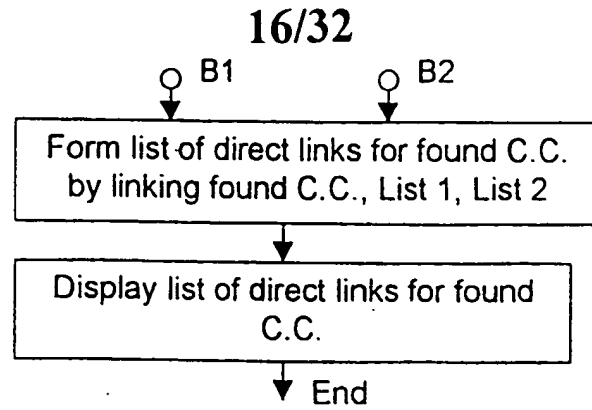 16/32
B1 B2
Form list of direct links for found C.C.
by linking found C.C., List 1, List 2
Display list of direct links for found
C.C.
End